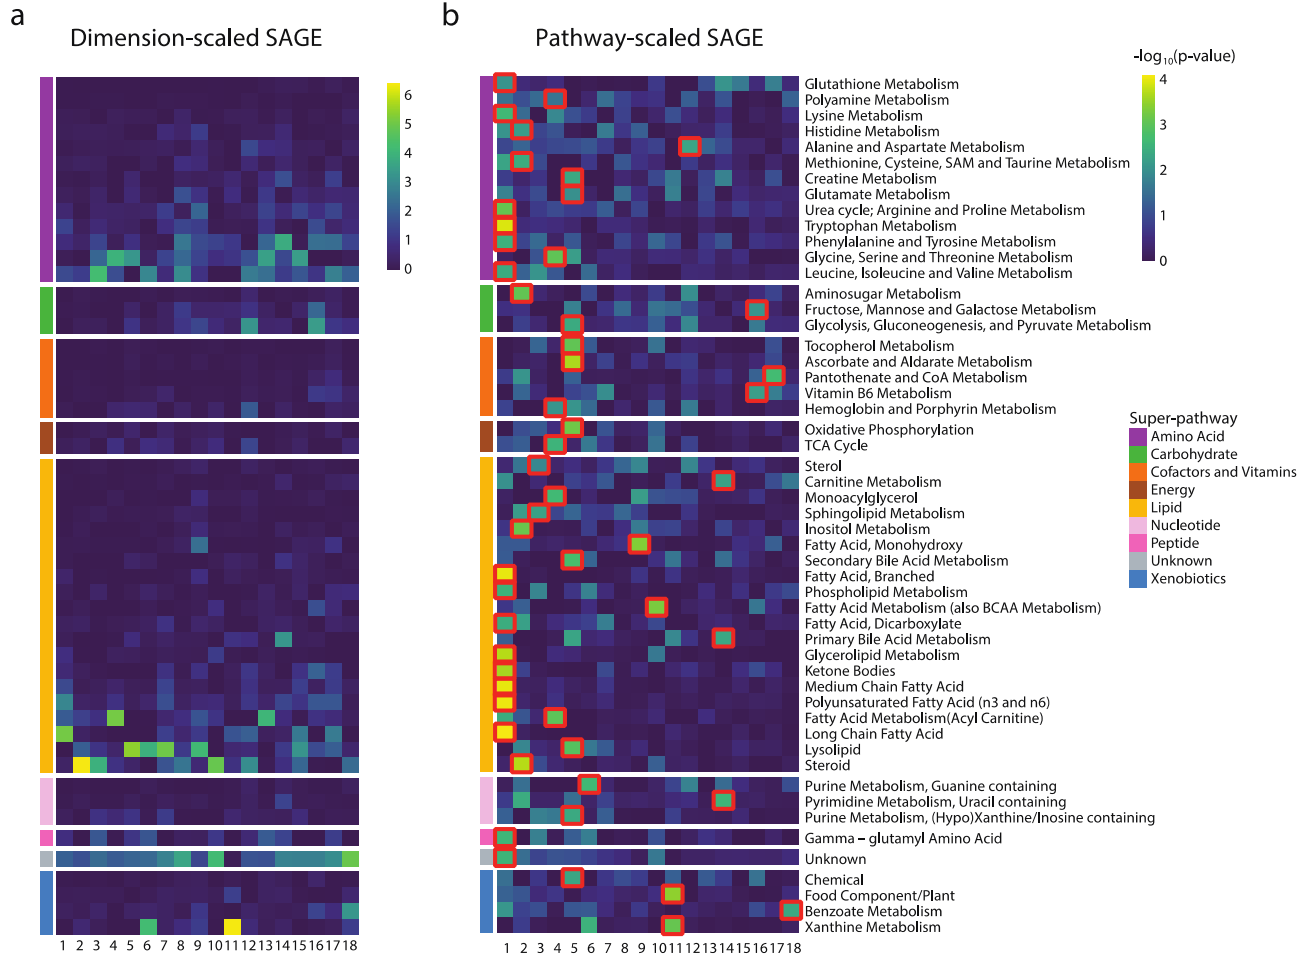 a
Dimension-scaled SAGE
6
5
4
3
2
1
0
1 2 3 4 5 6 7 8 9 10 11 12 13 14 15 16 17 18
b
Pathway-scaled SAGE
-log10(p-value)
4
3
2
1
0
Glutathione Metabolism
Polyamine Metabolism
Lysine Metabolism
Histidine Metabolism
Alanine and Aspartate Metabolism
Methionine, Cysteine, SAM and Taurine Metabolism
Creatine Metabolism
Glutamate Metabolism
Urea cycle; Arginine and Proline Metabolism
Tryptophan Metabolism
Phenylalanine and Tyrosine Metabolism
Glycine, Serine and Threonine Metabolism
Leucine, Isoleucine and Valine Metabolism
Aminosugar Metabolism
Fructose, Mannose and Galactose Metabolism
Glycolysis, Gluconeogenesis, and Pyruvate Metabolism
Tocopherol Metabolism
Ascorbate and Aldarate Metabolism
Pantothenate and CoA Metabolism
Vitamin B6 Metabolism
Hemoglobin and Porphyrin Metabolism
Oxidative Phosphorylation
TCA Cycle
Sterol
Carnitine Metabolism
Monoacylglycerol
Sphingolipid Metabolism
Inositol Metabolism
Fatty Acid, Monohydroxy
Secondary Bile Acid Metabolism
Fatty Acid, Branched
Phospholipid Metabolism
Fatty Acid Metabolism (also BCAA Metabolism)
Fatty Acid, Dicarboxylate
Primary Bile Acid Metabolism
Glycerolipid Metabolism
Ketone Bodies
Medium Chain Fatty Acid
Polyunsaturated Fatty Acid (n3 and n6)
Fatty Acid Metabolism(Acyl Carnitine)
Long Chain Fatty Acid
Lysolipid
Steroid
Purine Metabolism, Guanine containing
Pyrimidine Metabolism, Uracil containing
Purine Metabolism, (Hypo)Xanthine/Inosine containing
Gamma – glutamyl Amino Acid
Unknown
Chemical
Food Component/Plant
Benzoate Metabolism
Xanthine Metabolism
1 2 3 4 5 6 7 8 9 10 11 12 13 14 15 16 17 18
Super-pathway
Amino Acid
Carbohydrate
Cofactors and Vitamins
Energy
Lipid
Nucleotide
Peptide
Unknown
Xenobiotics